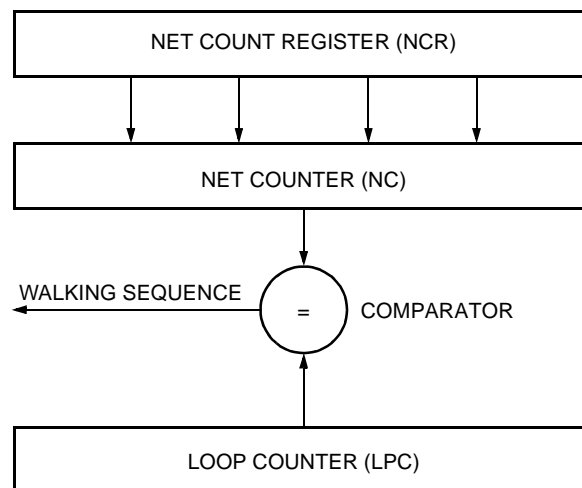 NET COUNT REGISTER (NCR)
NET COUNTER (NC)
WALKING SEQUENCE
=
COMPARATOR
LOOP COUNTER (LPC)